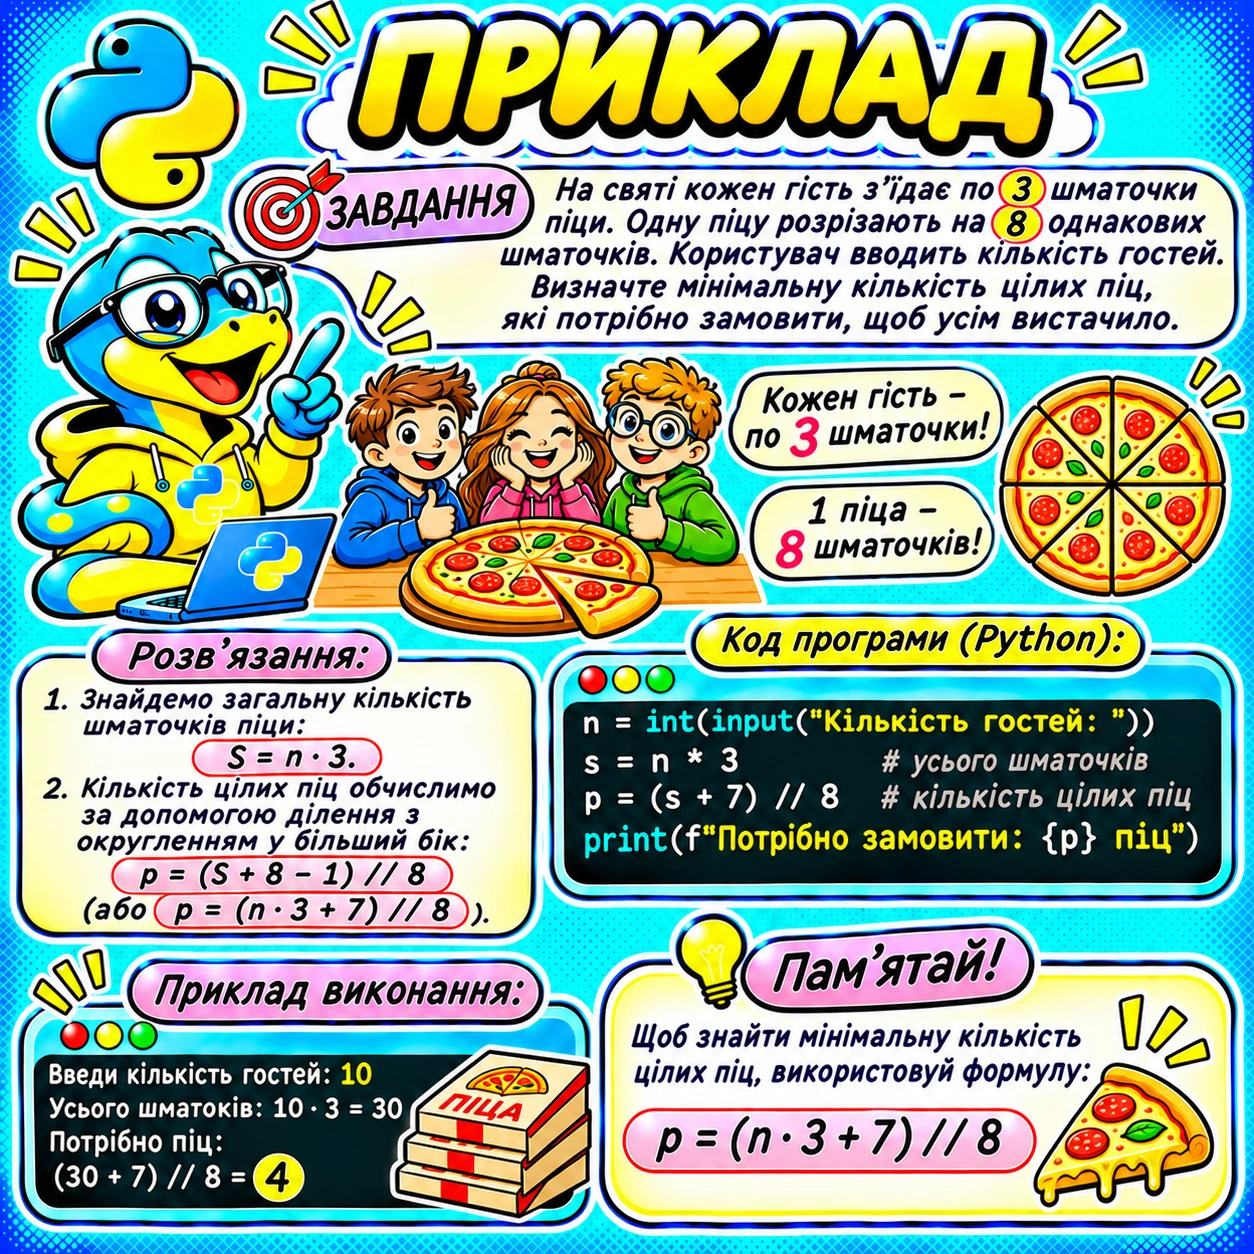 ПРИКЛАД
ЗАВДАННЯ
На святі кожен гість з’їдає по 3 шматочки
піци. Одну піцу розрізають на 8 однакових
шматочків. Користувач вводить кількість гостей.
Визначте мінімальну кількість цілих піц,
які потрібно замовити, щоб усім вистачило.
Кожен гість –
по 3 шматочки!
1 піца –
8 шматочків!
Розв’язання:
1. Знайдемо загальну кількість
шматочків піци:
S = n · 3.
2. Кількість цілих піц обчислимо
за допомогою ділення з
округленням у більший бік:
p = (S + 8 – 1) // 8
(або p = (n · 3 + 7) // 8).
Код програми (Python):
n = int(input(“Кількість гостей: ”))
s = n * 3 # усього шматочків
p = (s + 7) // 8 # кількість цілих піц
print(f“Потрібно замовити: {p} піц”)
Приклад виконання:
Введи кількість гостей: 10
Усього шматоків: 10 · 3 = 30
Потрібно піц:
(30 + 7) // 8 = 4
ПІЦА
Пам’ятай!
Щоб знайти мінімальну кількість
цілих піц, використовуй формулу:
p = (n · 3 + 7) // 8